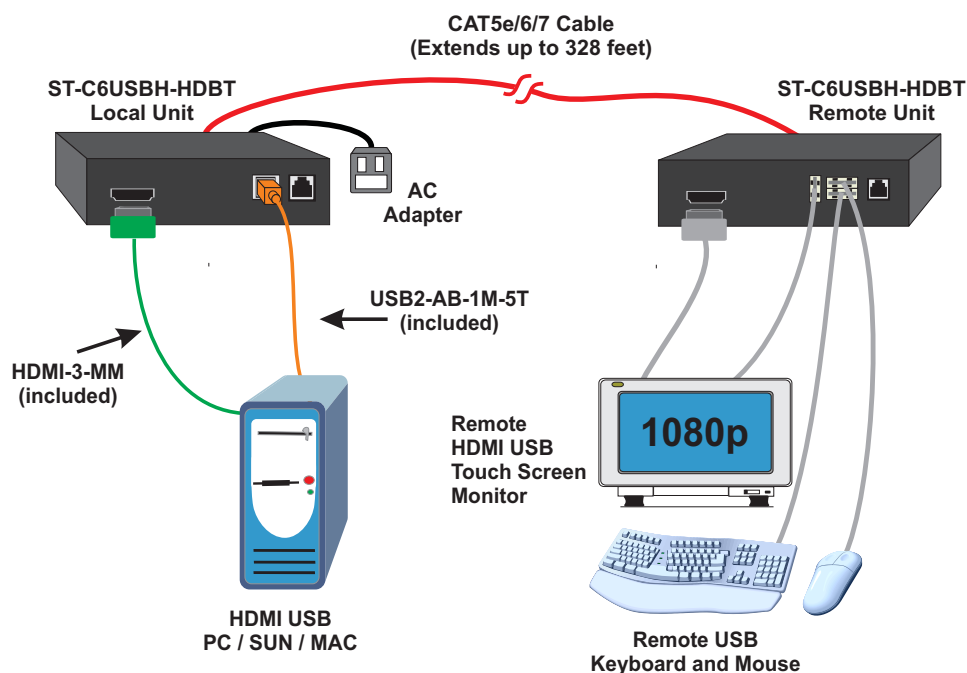 CAT5e/6/7 Cable
(Extends up to 328 feet)
ST-C6USBH-HDBT
Local Unit
ST-C6USBH-HDBT
Remote Unit
AC
Adapter
USB2-AB-1M-5T
(included)
HDMI-3-MM
(included)
Remote
HDMI USB
Touch Screen
Monitor
1080p
HDMI USB
PC / SUN / MAC
Remote USB
Keyboard and Mouse